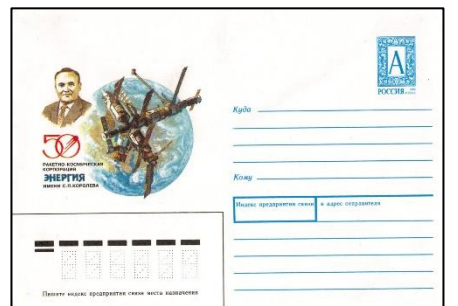 А
РОССИЯ
Куда
50
РАКЕТНО-КОСМИЧЕСКАЯ
КОРПОРАЦИЯ
ЭНЕРГИЯ
ИМЕНИ С.П.КОРОЛЕВА
Кому
Индекс предприятия связи и адрес отправителя
Пишите индекс предприятия связи места назначения